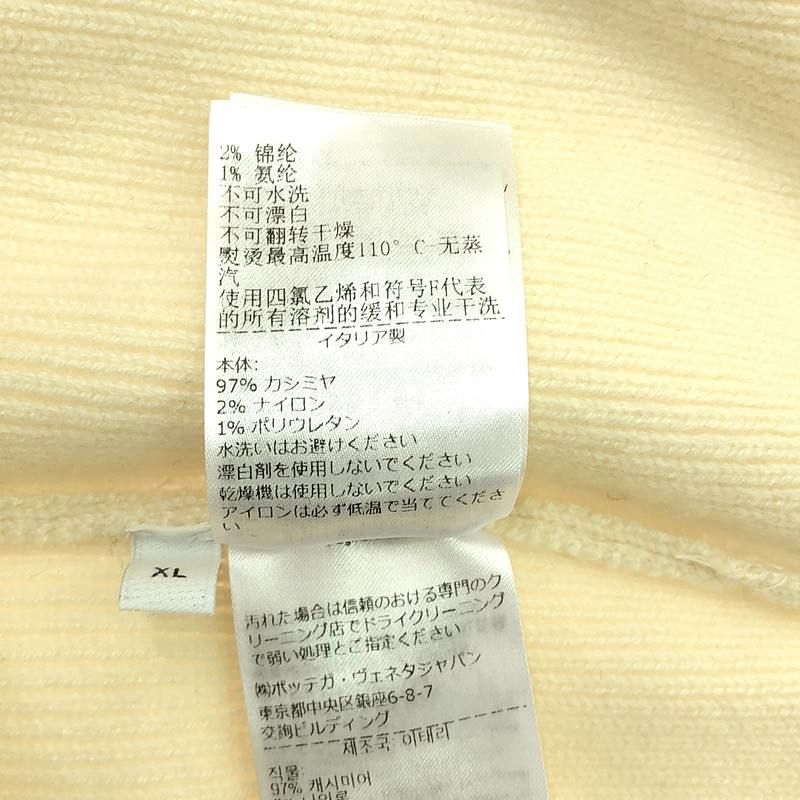 2% 锦纶
1% 氨纶
不可水洗
不可漂白
不可翻转干燥
熨烫最高温度110° C-无蒸
汽
使用四氯乙烯和符号F代表
的所有溶剂的缓和专业干洗
イタリア製
本体:
97% カシミヤ
2% ナイロン
1% ポリウレタン
水洗いはお避けください
漂白剤を使用しないでください
乾燥機は使用しないでください
アイロンは必ず低温で当ててくださ
い
XL
汚れた場合は信頼のおける専門のク
リーニング店でドライクリーニング
で弱い処理とご指定ください
㈱ボッテガ・ヴェネタジャパン
東京都中央区銀座6-8-7
交詢ビルディング
제조국 이태리
직물:
97% 캐시미어